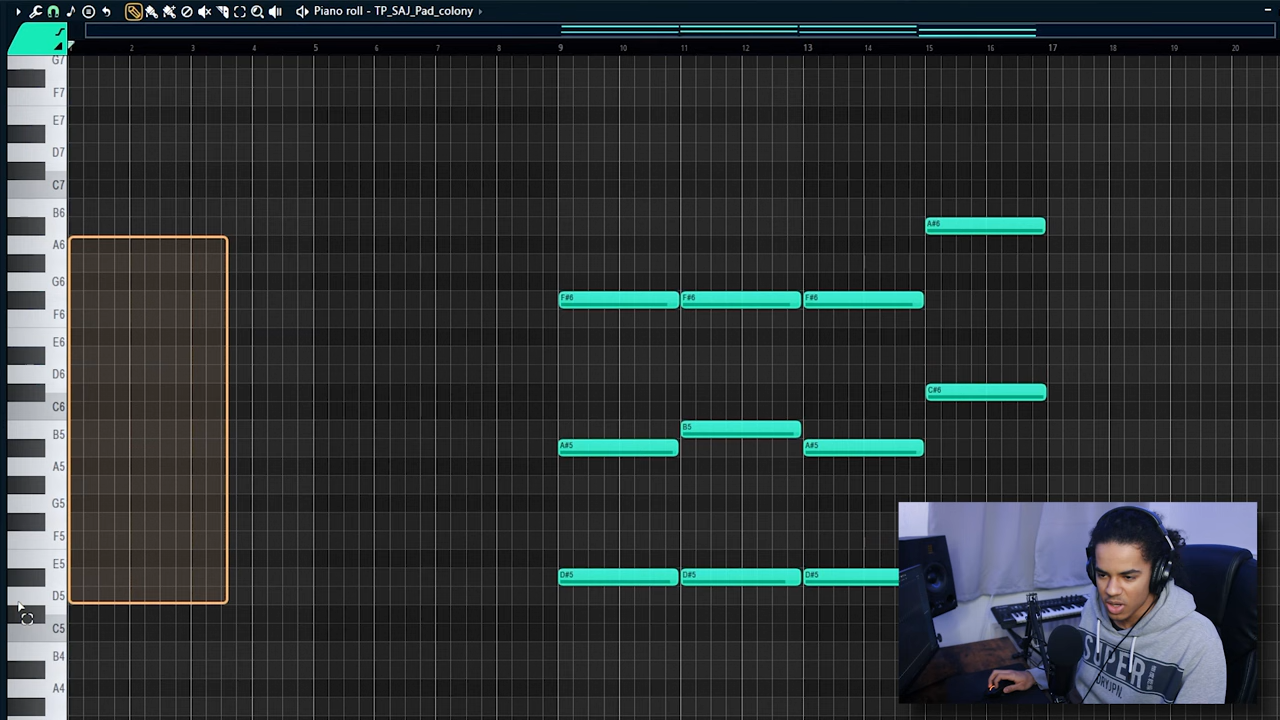 Piano roll - TP_SAJ_Pad_colony
2 3 4 5 6 7 8 9 10 11 12 13 14 15 16 17 18 19 20
G7
F7
E7
D7
C7
B6
A#6
A6
G6
F#6 F#6 F#6
F6
E6
D6
C#6
C6
B5
B5
A#5 A#5
A5
G5
F5
E5
D#5 D#5 D#5
D5
C5
B4
A4
SUPER
DRYJPN.